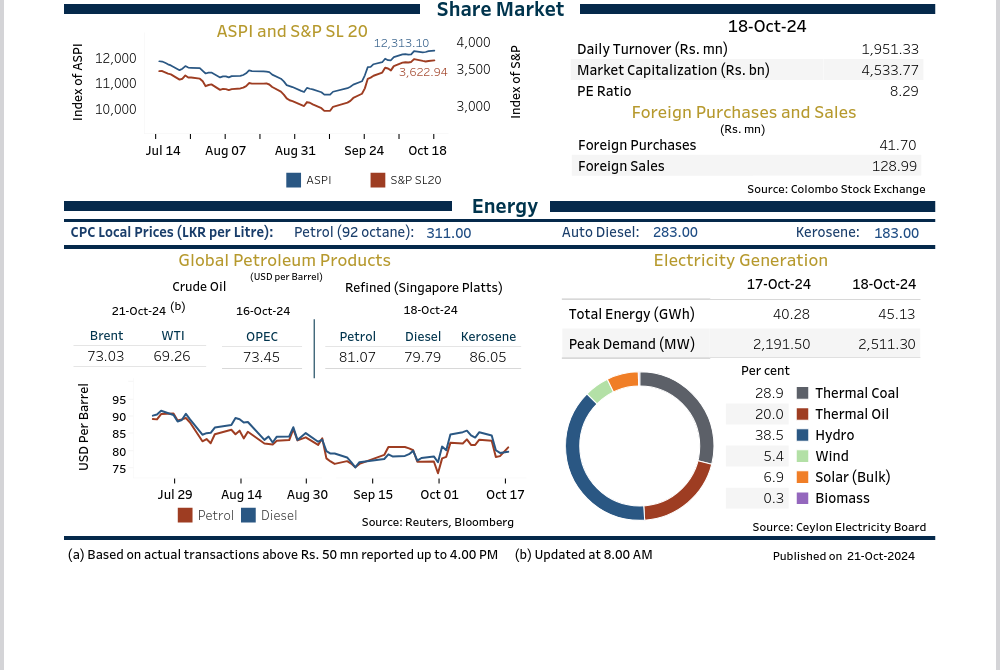 Share Market
ASPI and S&P SL 20
12,313.10
3,622.94
Index of ASPI
12,000
11,000
10,000
4,000
3,500
3,000
Index of S&P
Jul 14 Aug 07 Aug 31 Sep 24 Oct 18
ASPI S&P SL20
18-Oct-24
Daily Turnover (Rs. mn) 1,951.33
Market Capitalization (Rs. bn) 4,533.77
PE Ratio 8.29
Foreign Purchases and Sales
(Rs. mn)
Foreign Purchases 41.70
Foreign Sales 128.99
Source: Colombo Stock Exchange
Energy
CPC Local Prices (LKR per Litre): Petrol (92 octane): 311.00 Auto Diesel: 283.00 Kerosene: 183.00
Global Petroleum Products
(USD per Barrel)
Crude Oil Refined (Singapore Platts)
21-Oct-24 (b) 16-Oct-24 18-Oct-24
Brent WTI OPEC Petrol Diesel Kerosene
73.03 69.26 73.45 81.07 79.79 86.05
USD Per Barrel
95
90
85
80
75
Jul 29 Aug 14 Aug 30 Sep 15 Oct 01 Oct 17
Petrol Diesel
Source: Reuters, Bloomberg
Electricity Generation
17-Oct-24 18-Oct-24
Total Energy (GWh) 40.28 45.13
Peak Demand (MW) 2,191.50 2,511.30
Per cent
28.9 Thermal Coal
20.0 Thermal Oil
38.5 Hydro
5.4 Wind
6.9 Solar (Bulk)
0.3 Biomass
Source: Ceylon Electricity Board
(a) Based on actual transactions above Rs. 50 mn reported up to 4.00 PM (b) Updated at 8.00 AM Published on 21-Oct-2024